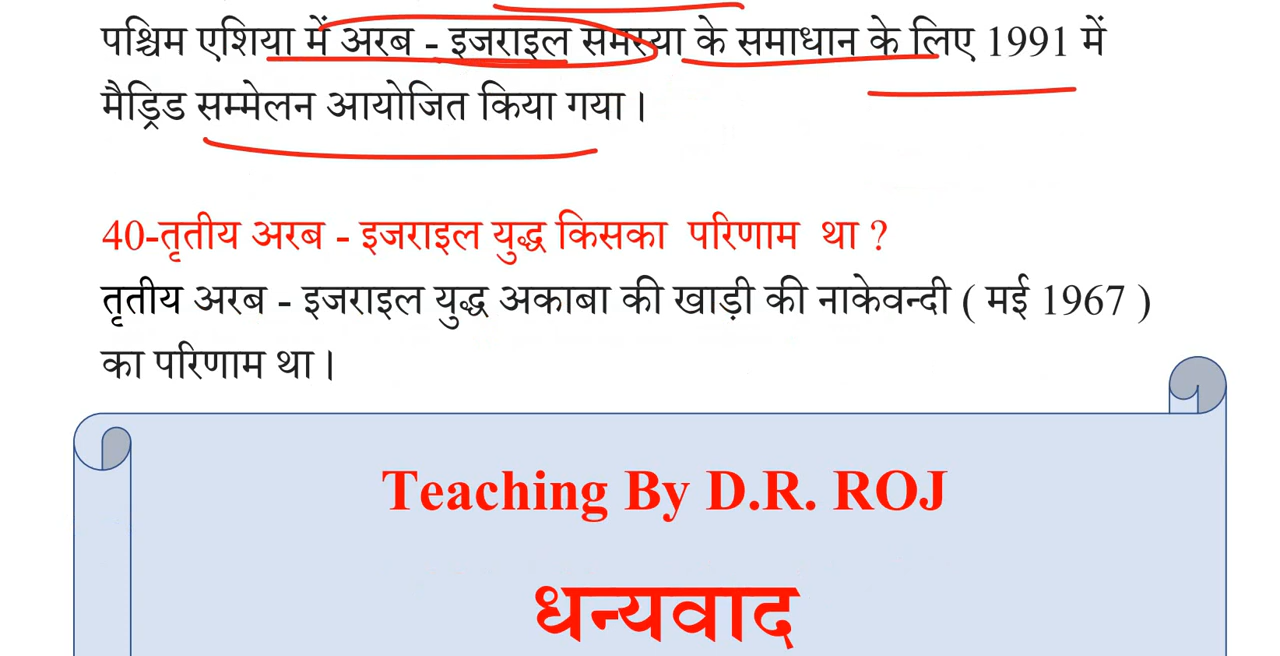 पश्चिम एशिया में अरब - इजराइल समस्या के समाधान के लिए 1991 में
मैड्रिड सम्मेलन आयोजित किया गया।
40-तृतीय अरब - इजराइल युद्ध किसका परिणाम था ?
तृतीय अरब - इजराइल युद्ध अकाबा की खाड़ी की नाकेवन्दी ( मई 1967 )
का परिणाम था।
Teaching By D.R. ROJ
धन्यवाद